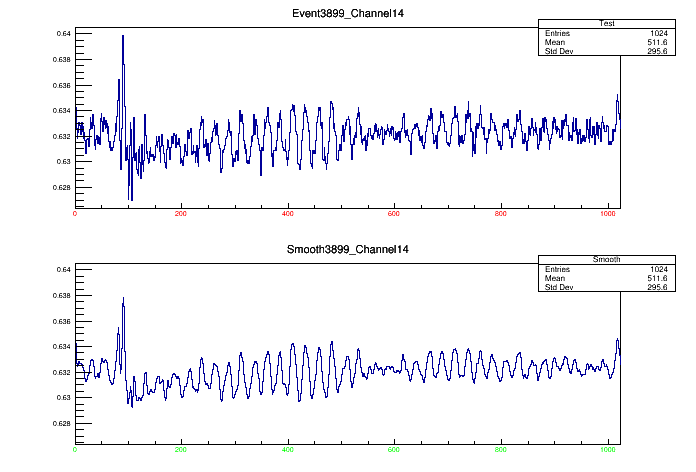 Event3899_Channel14
Test
Entries 1024
Mean 511.6
Std Dev 295.6
0.64
0.638
0.636
0.634
0.632
0.63
0.628
0 200 400 600 800 1000
Smooth3899_Channel14
Smooth
Entries 1024
Mean 511.6
Std Dev 295.6
0.64
0.638
0.636
0.634
0.632
0.63
0.628
0 200 400 600 800 1000